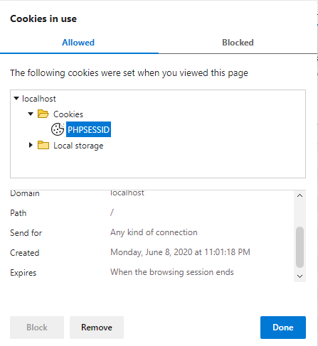 Cookies in use
Allowed Blocked
The following cookies were set when you viewed this page
localhost
Cookies
PHPSESSID
Local storage
Domain localhost
Path /
Send for Any kind of connection
Created Monday, June 8, 2020 at 11:01:18 PM
Expires When the browsing session ends
Block Remove Done